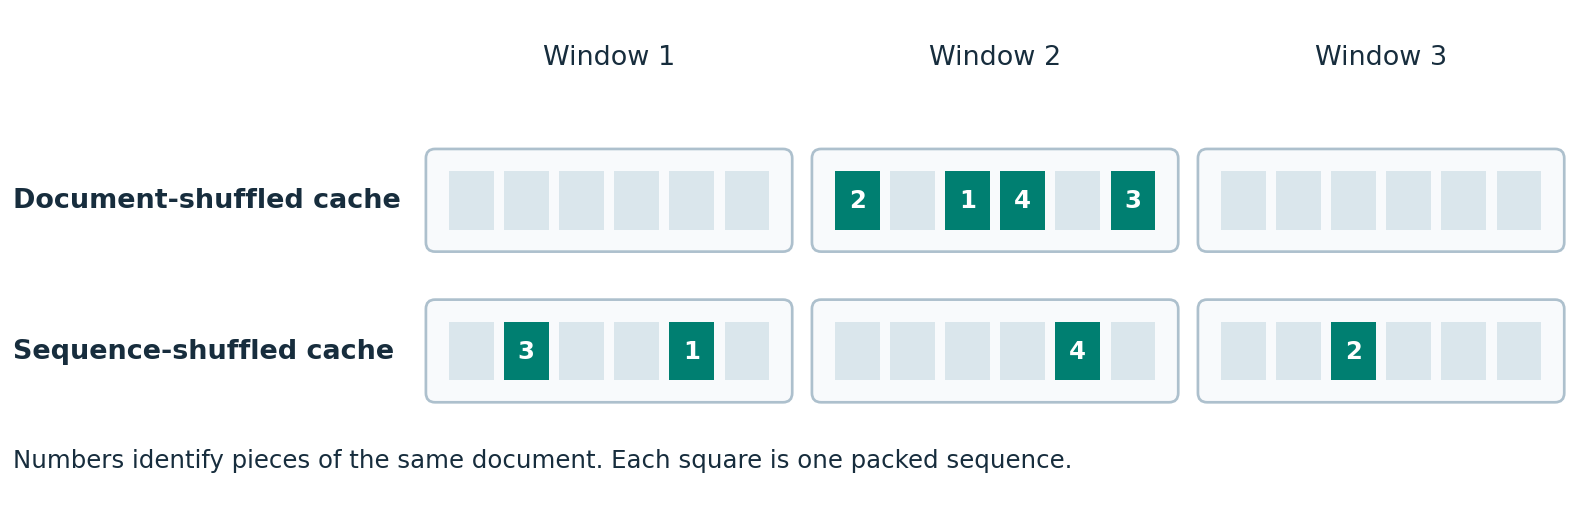 Window 1 Window 2 Window 3
Document-shuffled cache 2 1 4 3
Sequence-shuffled cache 3 1 4 2
Numbers identify pieces of the same document. Each square is one packed sequence.